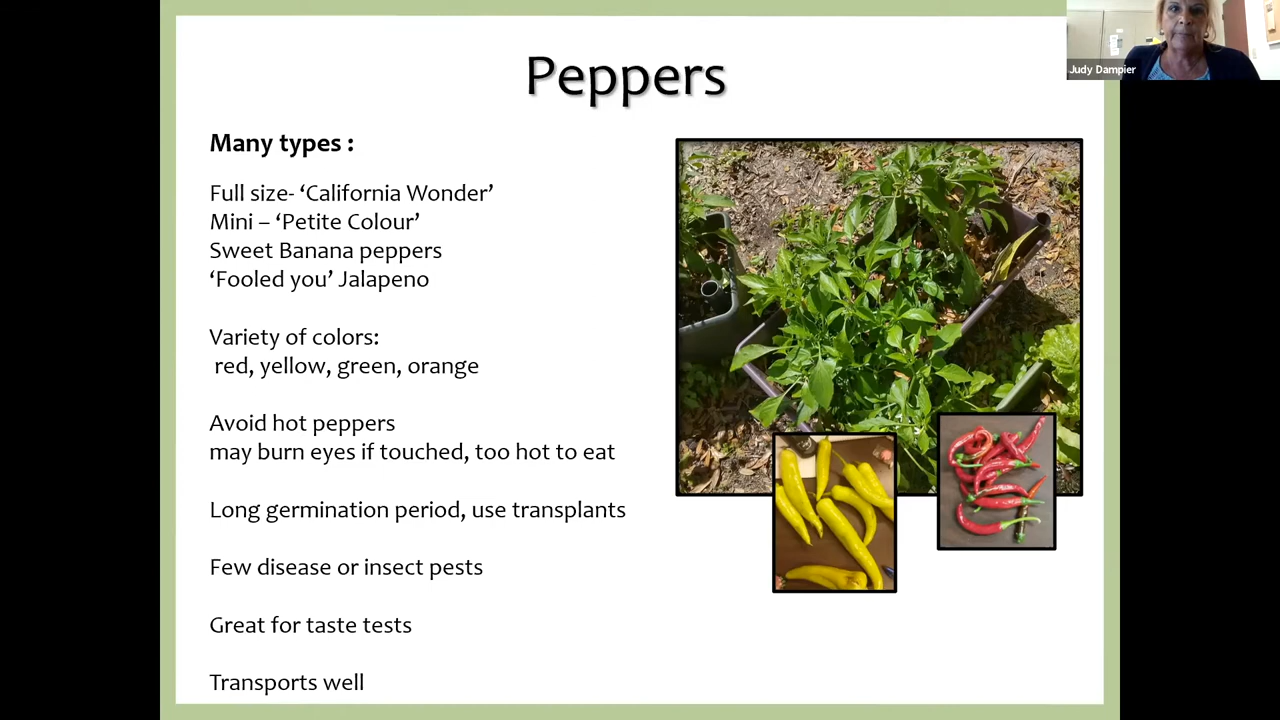 Peppers
Judy Dampier
Many types :
Full size- ‘California Wonder’
Mini – ‘Petite Colour’
Sweet Banana peppers
‘Fooled you’ Jalapeno
Variety of colors:
red, yellow, green, orange
Avoid hot peppers
may burn eyes if touched, too hot to eat
Long germination period, use transplants
Few disease or insect pests
Great for taste tests
Transports well